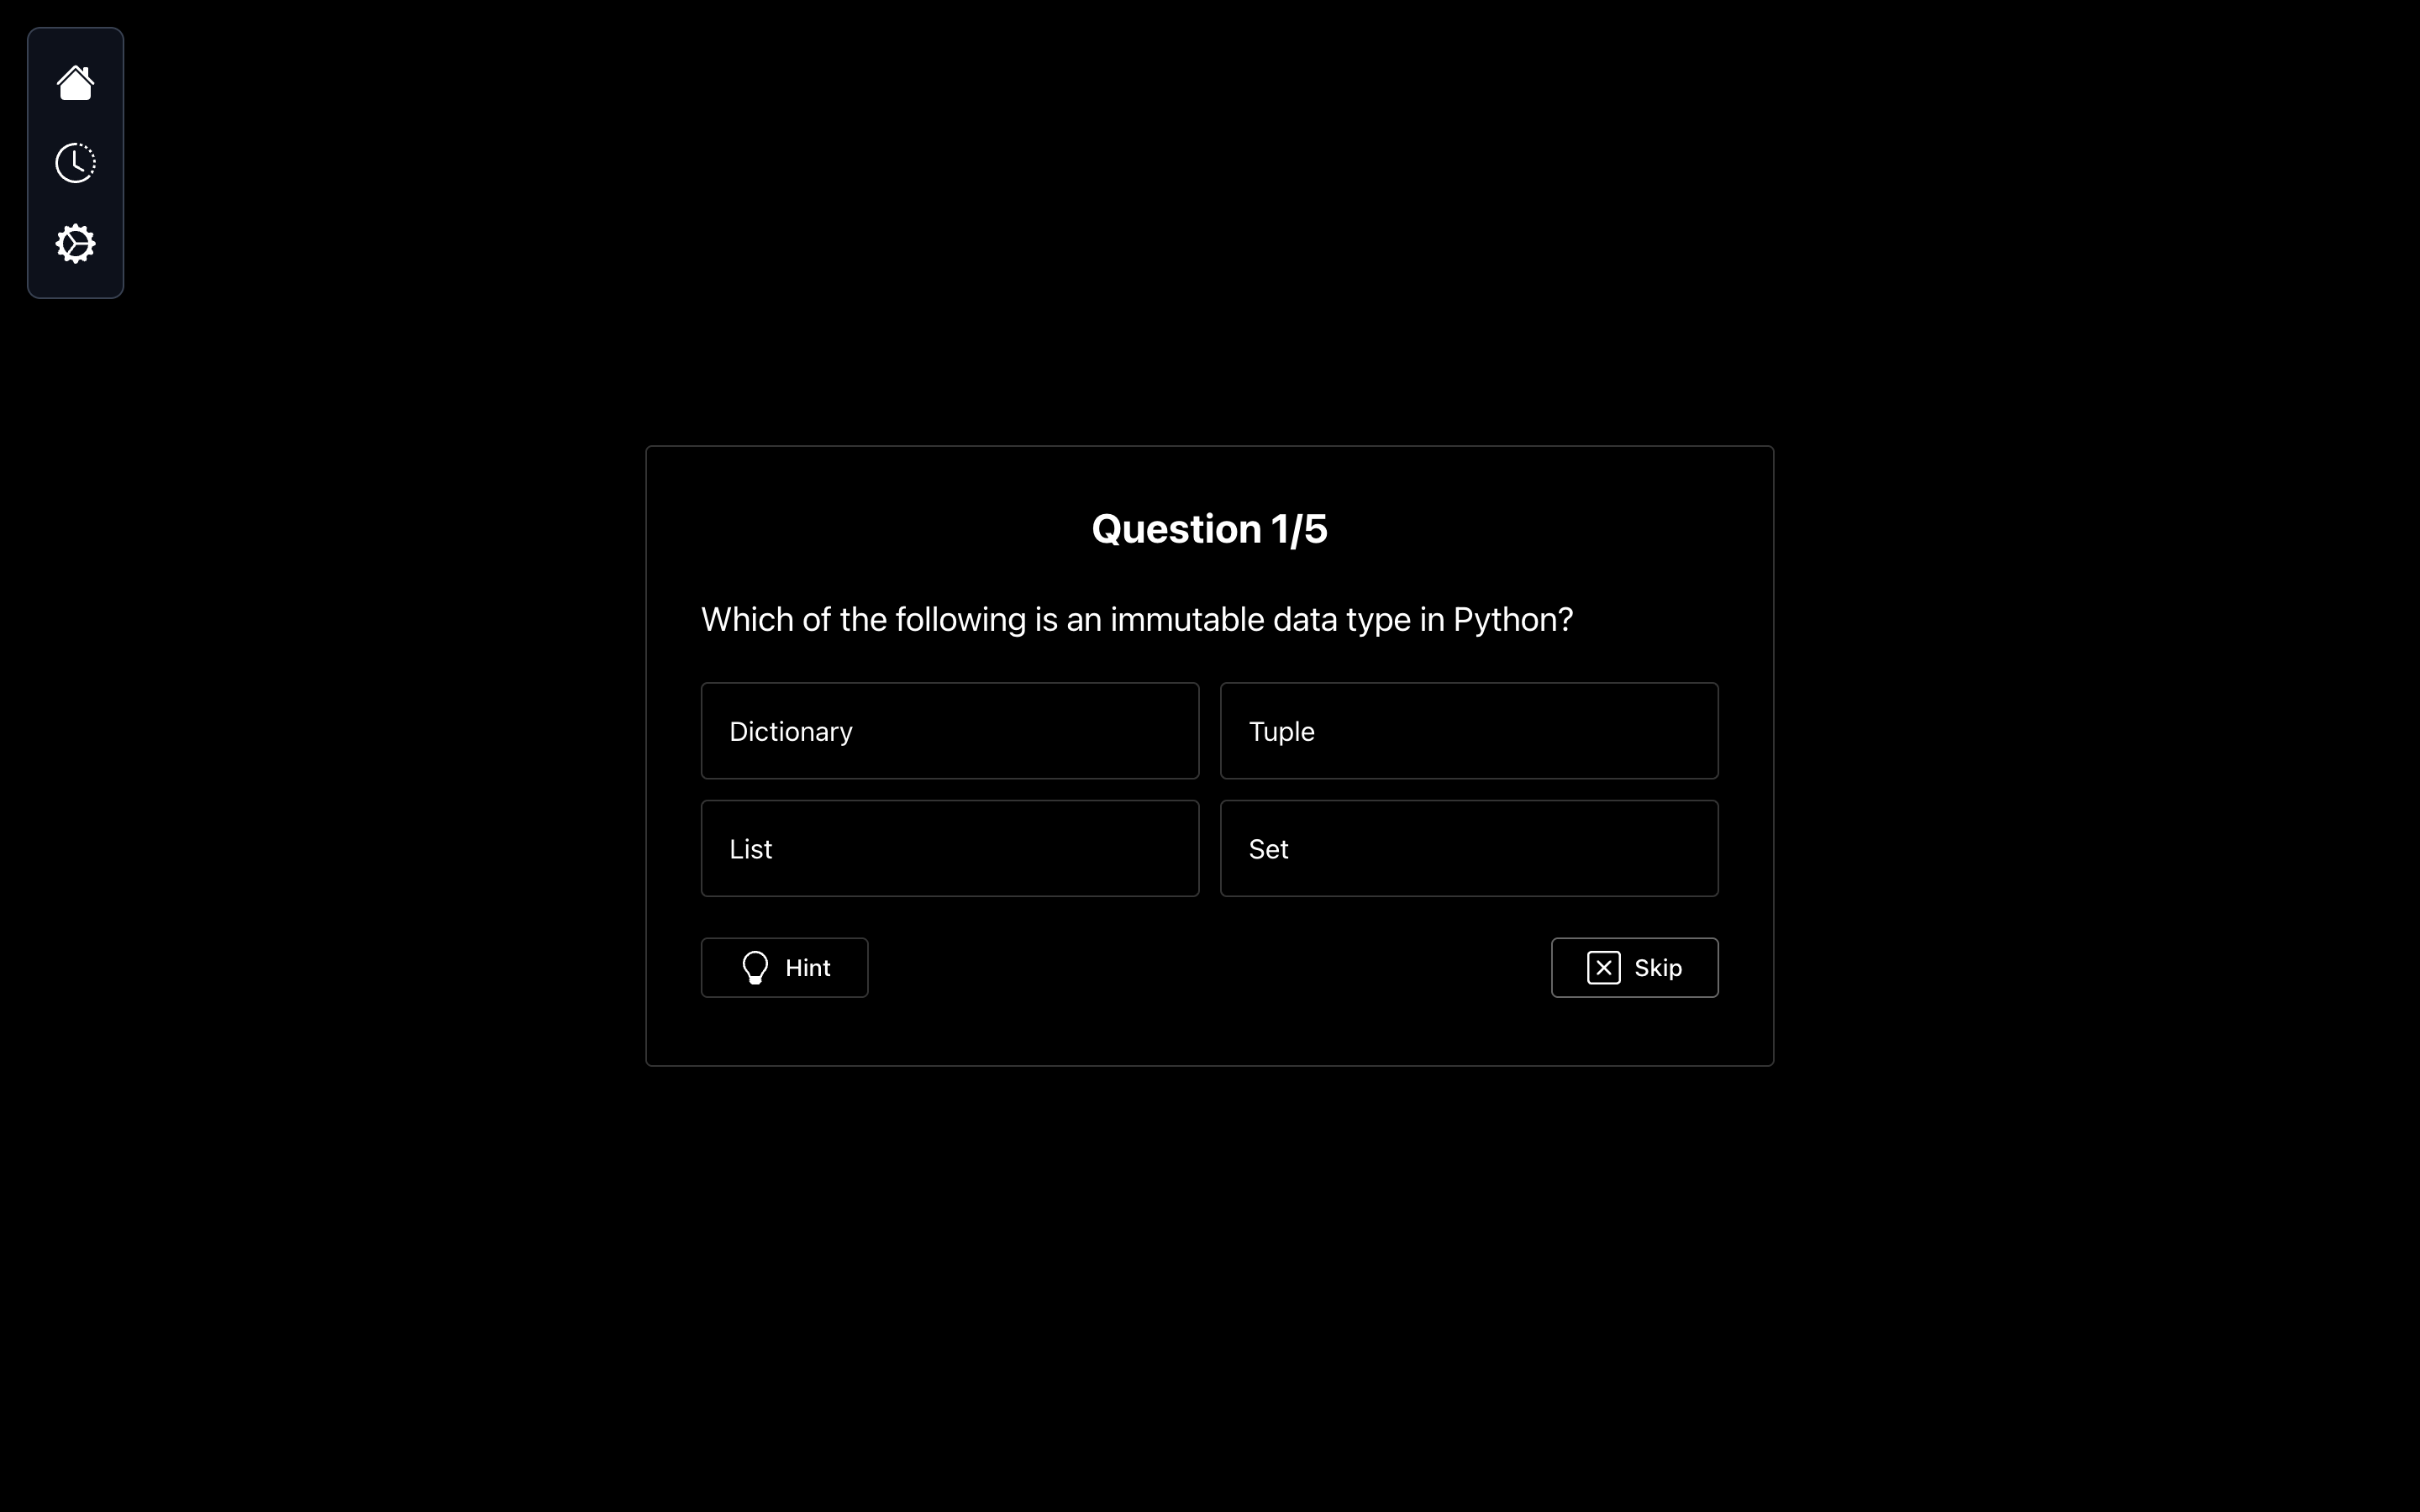 Question 1/5
Which of the following is an immutable data type in Python?
Dictionary
Tuple
List
Set
Hint
Skip